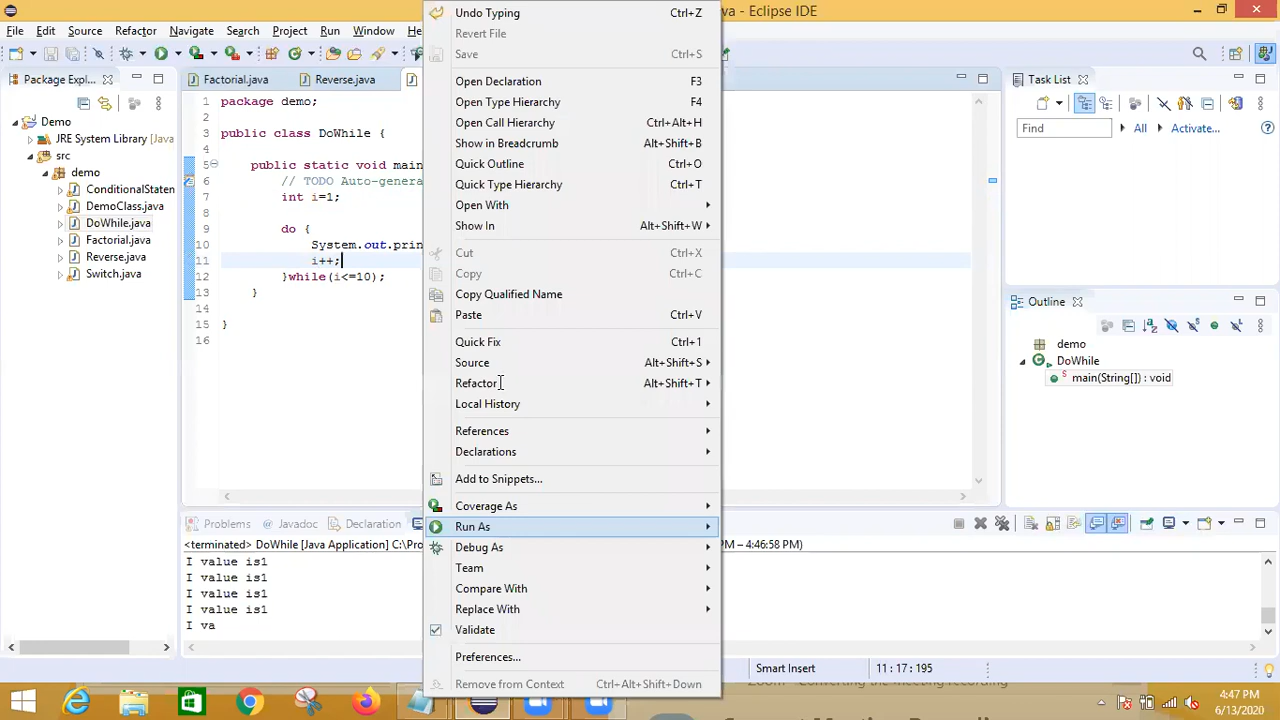 va - Eclipse IDE
File Edit Source Refactor Navigate Search Project Run Window He
Package Expl...
Demo
JRE System Library [Java
src
demo
ConditionalStaten
DemoClass.java
DoWhile.java
Factorial.java
Reverse.java
Switch.java
Factorial.java Reverse.java
1 package demo;
2
3 public class DoWhile {
4
5 public static void main
6 // TODO Auto-genera
7 int i=1;
8
9 do {
10 System.out.prin
11 i++;
12 }while(i<=10);
13 }
14
15 }
16
Undo Typing Ctrl+Z
Revert File
Save Ctrl+S
Open Declaration F3
Open Type Hierarchy F4
Open Call Hierarchy Ctrl+Alt+H
Show in Breadcrumb Alt+Shift+B
Quick Outline Ctrl+O
Quick Type Hierarchy Ctrl+T
Open With
Show In Alt+Shift+W
Cut Ctrl+X
Copy Ctrl+C
Copy Qualified Name
Paste Ctrl+V
Quick Fix Ctrl+1
Source Alt+Shift+S
Refactor Alt+Shift+T
Local History
References
Declarations
Add to Snippets...
Coverage As
Run As
Debug As
Team
Compare With
Replace With
Validate
Preferences...
Remove from Context Ctrl+Alt+Shift+Down
Task List
Find All Activate...
Outline
demo
DoWhile
main(String[]) : void
Problems Javadoc Declaration
<terminated> DoWhile [Java Application] C:\Pro PM – 4:46:58 PM)
I value is1
I value is1
I value is1
I value is1
I va
Smart Insert 11 : 17 : 195
Zoom - Converting the meeting recording
4:47 PM
6/13/2020